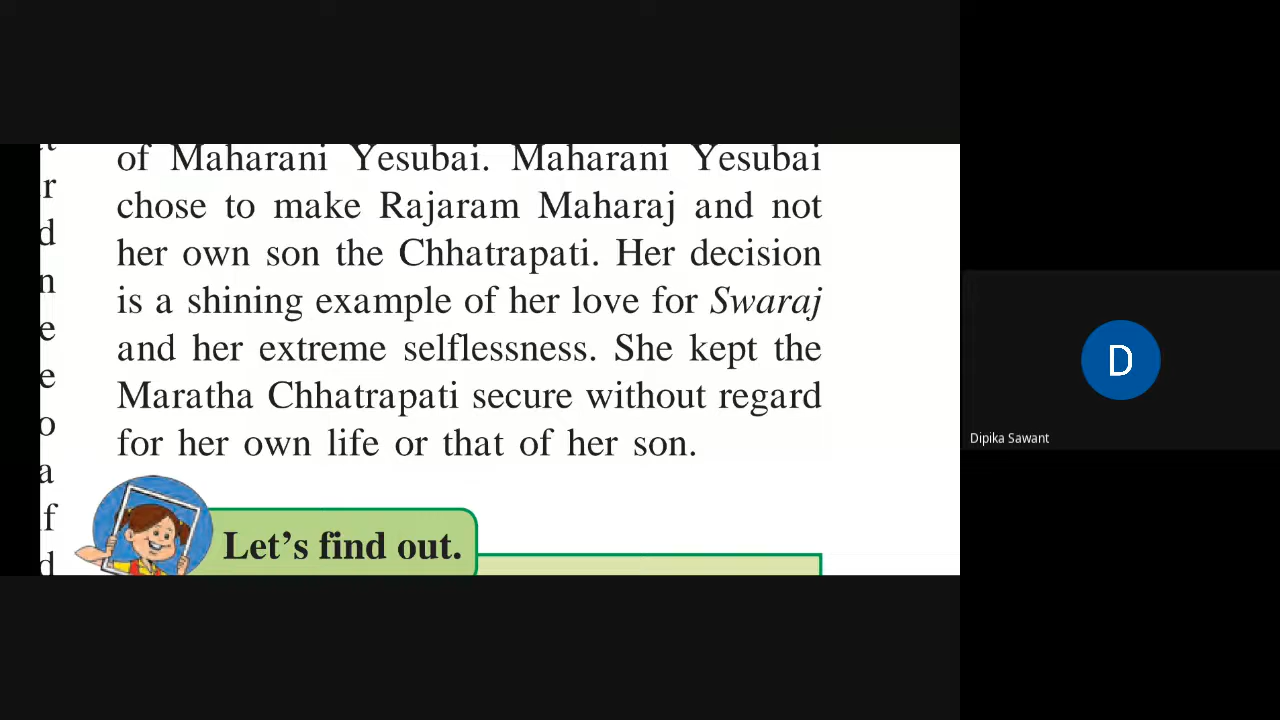 of Maharani Yesubai. Maharani Yesubai
chose to make Rajaram Maharaj and not
her own son the Chhatrapati. Her decision
is a shining example of her love for Swaraj
and her extreme selflessness. She kept the
Maratha Chhatrapati secure without regard
for her own life or that of her son.
Let's find out.
D
Dipika Sawant